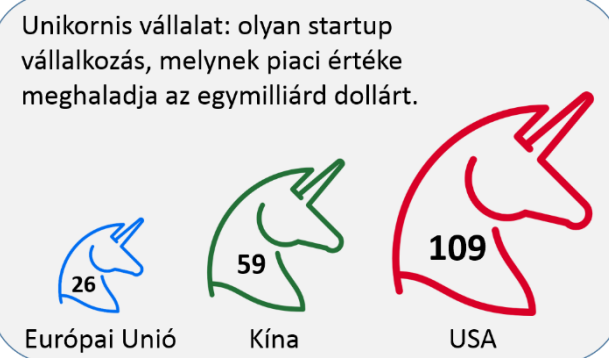 Unikornis vállalat: olyan startup
vállalkozás, melynek piaci értéke
meghaladja az egymilliárd dollárt.
26
59
109
Európai Unió
Kína
USA